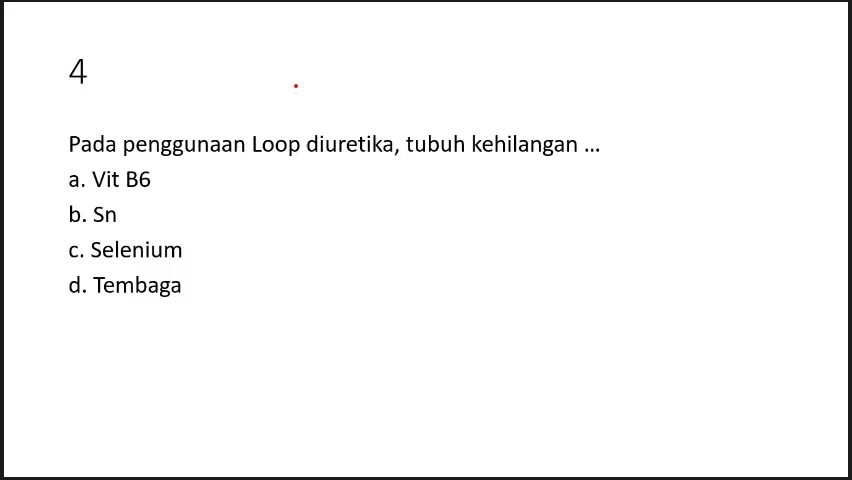 4
Pada penggunaan Loop diuretika, tubuh kehilangan ...
a. Vit B6
b. Sn
c. Selenium
d. Tembaga